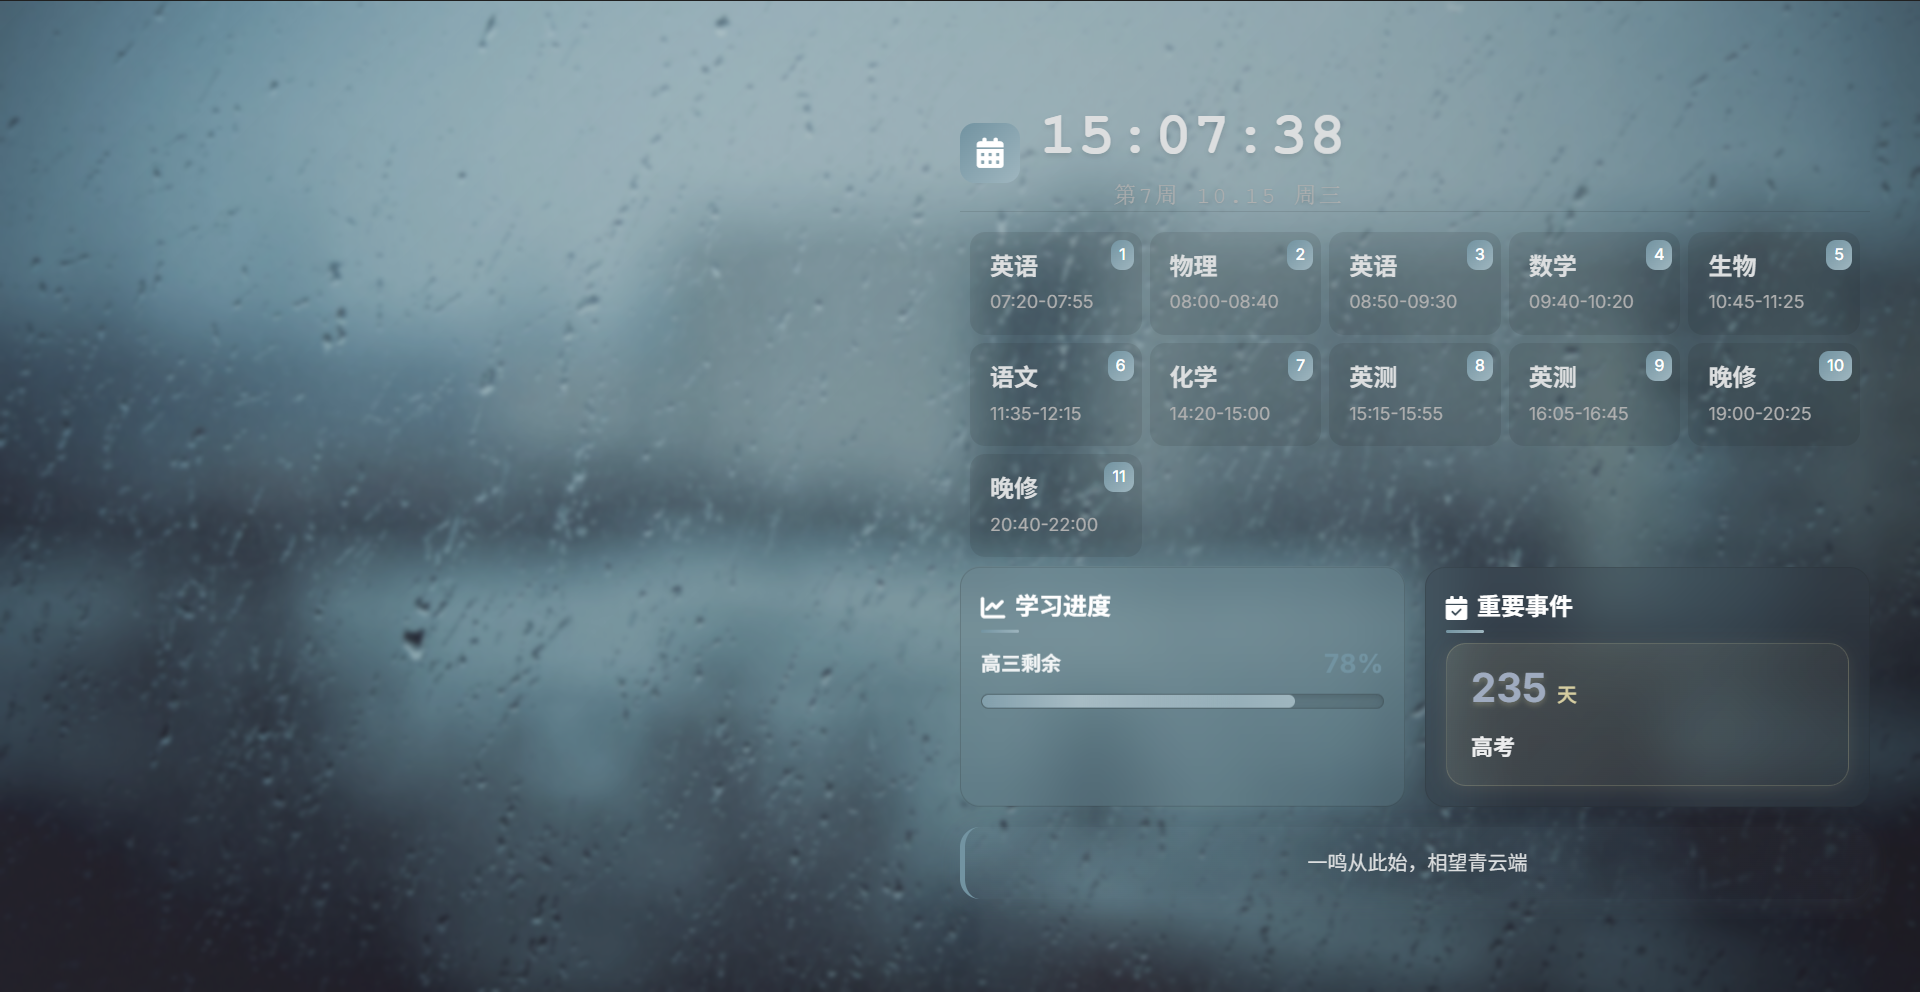 15:07:38
第7周 10.15 周三
英语 1
07:20-07:55
物理 2
08:00-08:40
英语 3
08:50-09:30
数学 4
09:40-10:20
生物 5
10:45-11:25
语文 6
11:35-12:15
化学 7
14:20-15:00
英测 8
15:15-15:55
英测 9
16:05-16:45
晚修 10
19:00-20:25
晚修 11
20:40-22:00
学习进度
高三剩余 78%
重要事件
235 天
高考
一鸣从此始，相望青云端